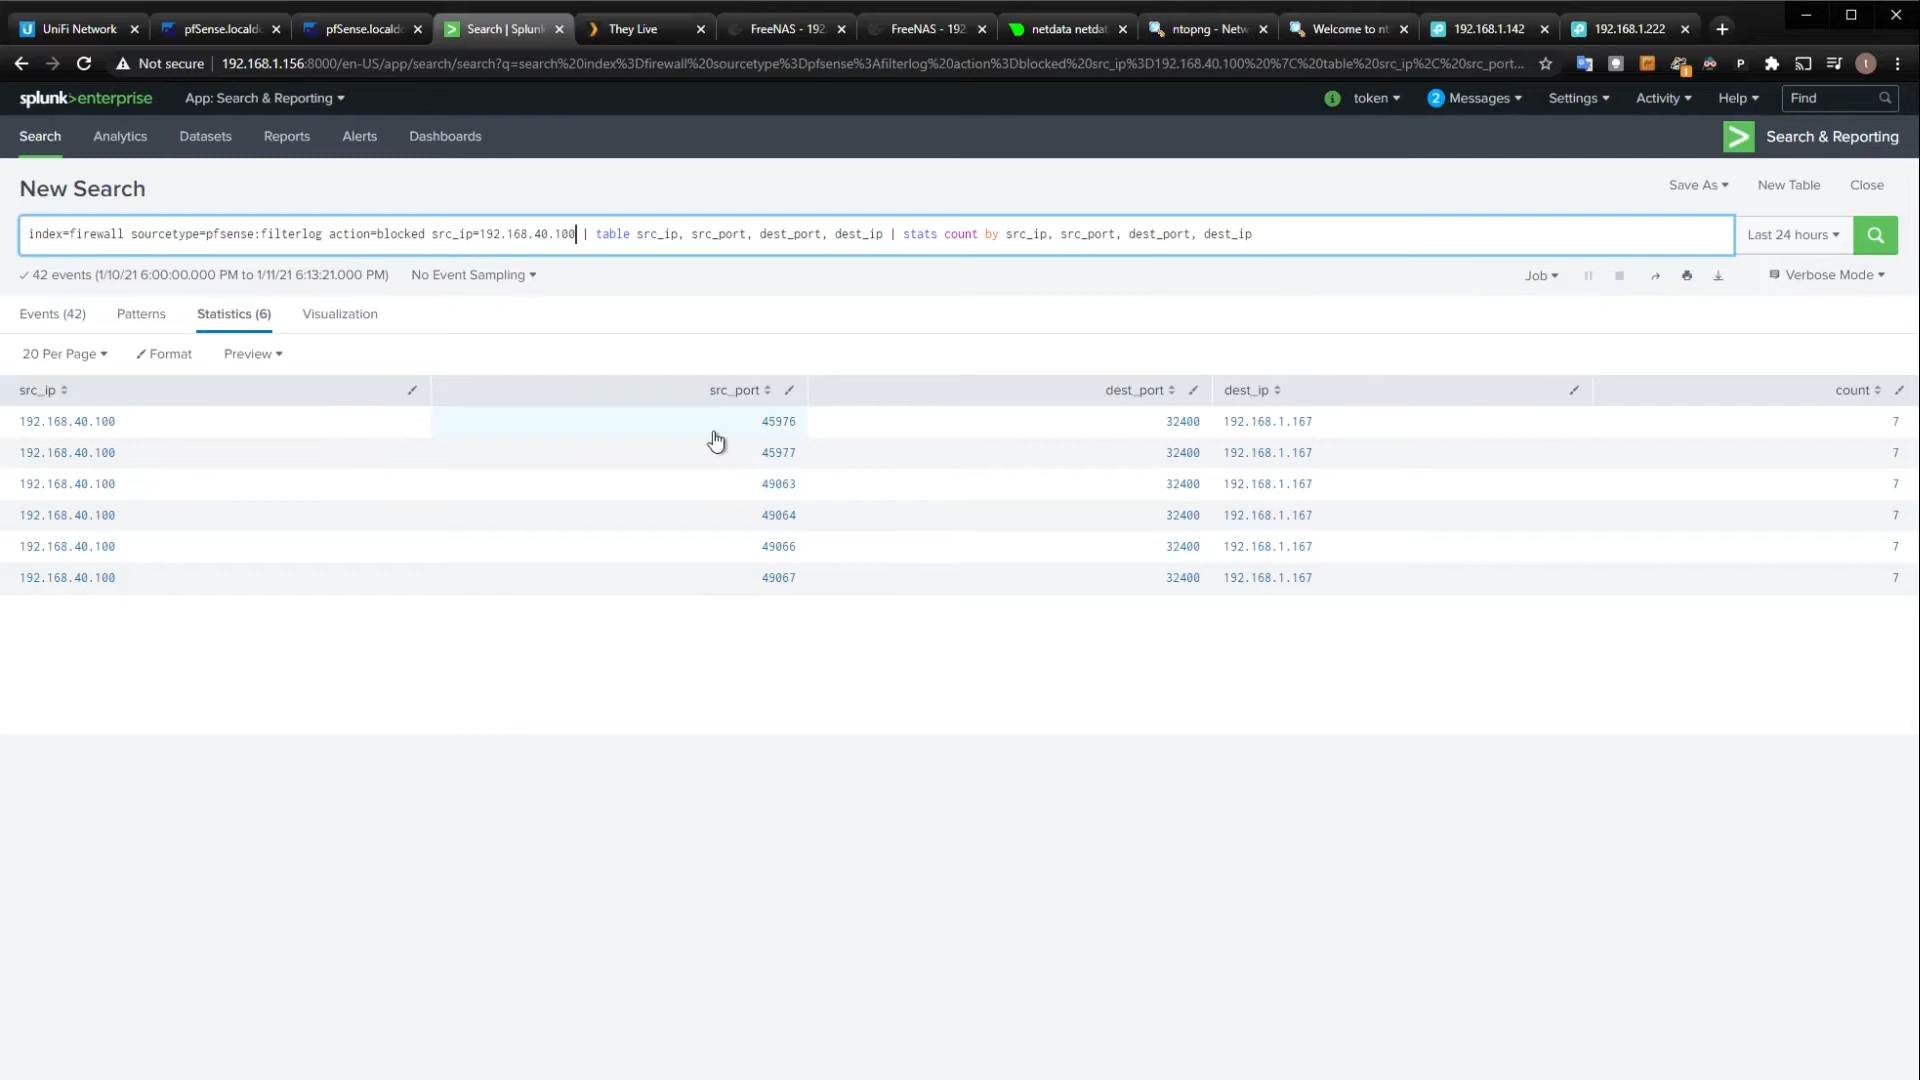 UniFi Network pfSense.localdo pfSense.localdo Search | Splunk They Live FreeNAS - 192. FreeNAS - 192 netdata netdat ntopng - Netw Welcome to nt 192.168.1.142 192.168.1.222
Not secure 192.168.1.156:8000/en-US/app/search/search?q=search%20index%3Dfirewall%20sourcetype%3Dpfsense%3Afilterlog%20action%3Dblocked%20src_ip%3D192.168.40.100%20%7C%20table%20src_ip%2C%20src_port...
splunk>enterprise App: Search & Reporting i token 2 Messages Settings Activity Help Find
Search Analytics Datasets Reports Alerts Dashboards > Search & Reporting
New Search Save As New Table Close
index=firewall sourcetype=pfsense:filterlog action=blocked src_ip=192.168.40.100 | table src_ip, src_port, dest_port, dest_ip | stats count by src_ip, src_port, dest_port, dest_ip Last 24 hours
✓ 42 events (1/10/21 6:00:00.000 PM to 1/11/21 6:13:21.000 PM) No Event Sampling Job Verbose Mode
Events (42) Patterns Statistics (6) Visualization
20 Per Page Format Preview
src_ip src_port dest_port dest_ip count
192.168.40.100 45976 32400 192.168.1.167 7
192.168.40.100 45977 32400 192.168.1.167 7
192.168.40.100 49063 32400 192.168.1.167 7
192.168.40.100 49064 32400 192.168.1.167 7
192.168.40.100 49066 32400 192.168.1.167 7
192.168.40.100 49067 32400 192.168.1.167 7